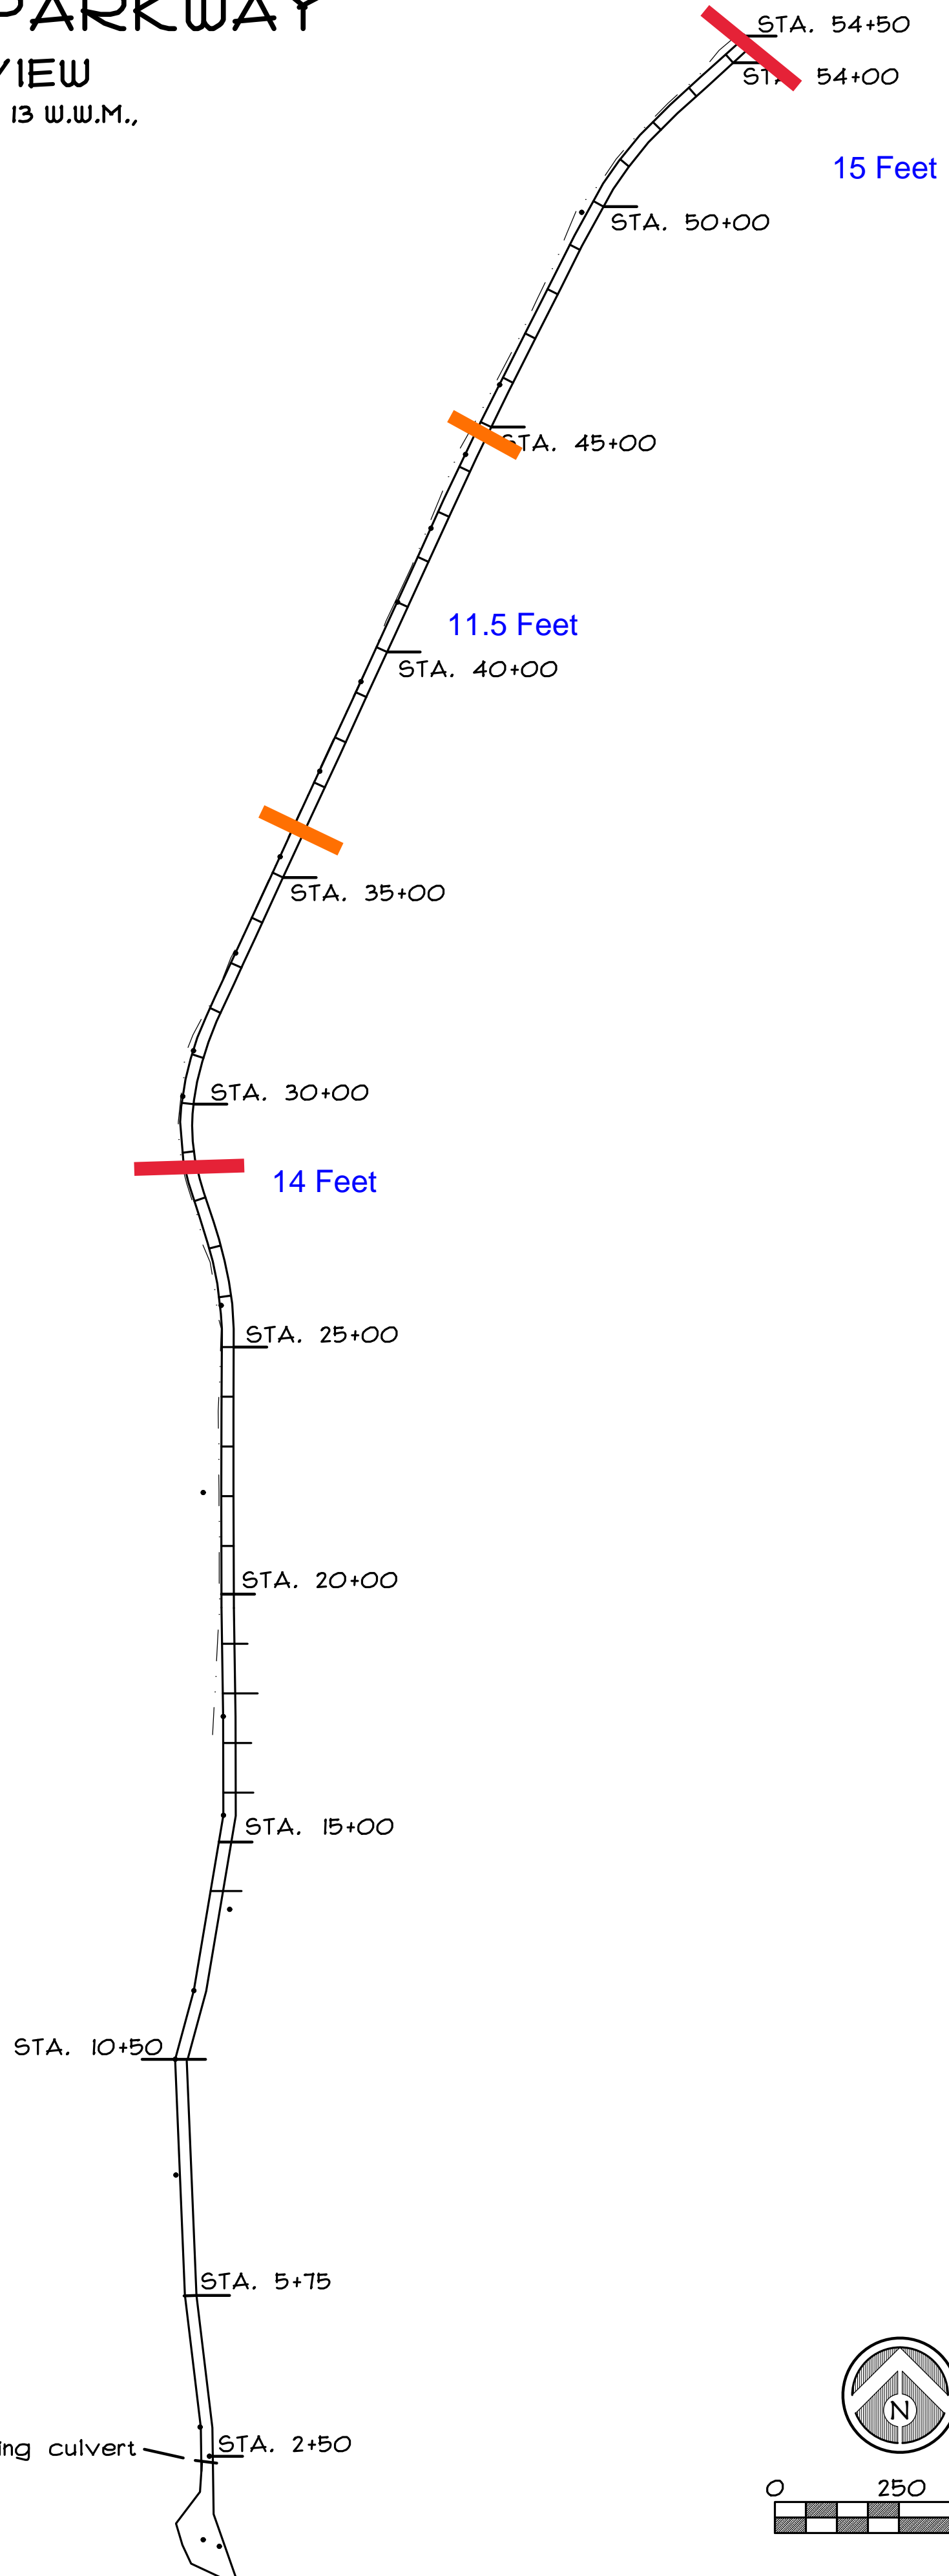 PARKWAY
VIEW
13 W.W.M.,
STA. 54+50
STA. 54+00
15 Feet
STA. 50+00
STA. 45+00
11.5 Feet
STA. 40+00
STA. 35+00
STA. 30+00
14 Feet
STA. 25+00
STA. 20+00
STA. 15+00
STA. 10+50
STA. 5+75
ing culvert
STA. 2+50
N
0 250